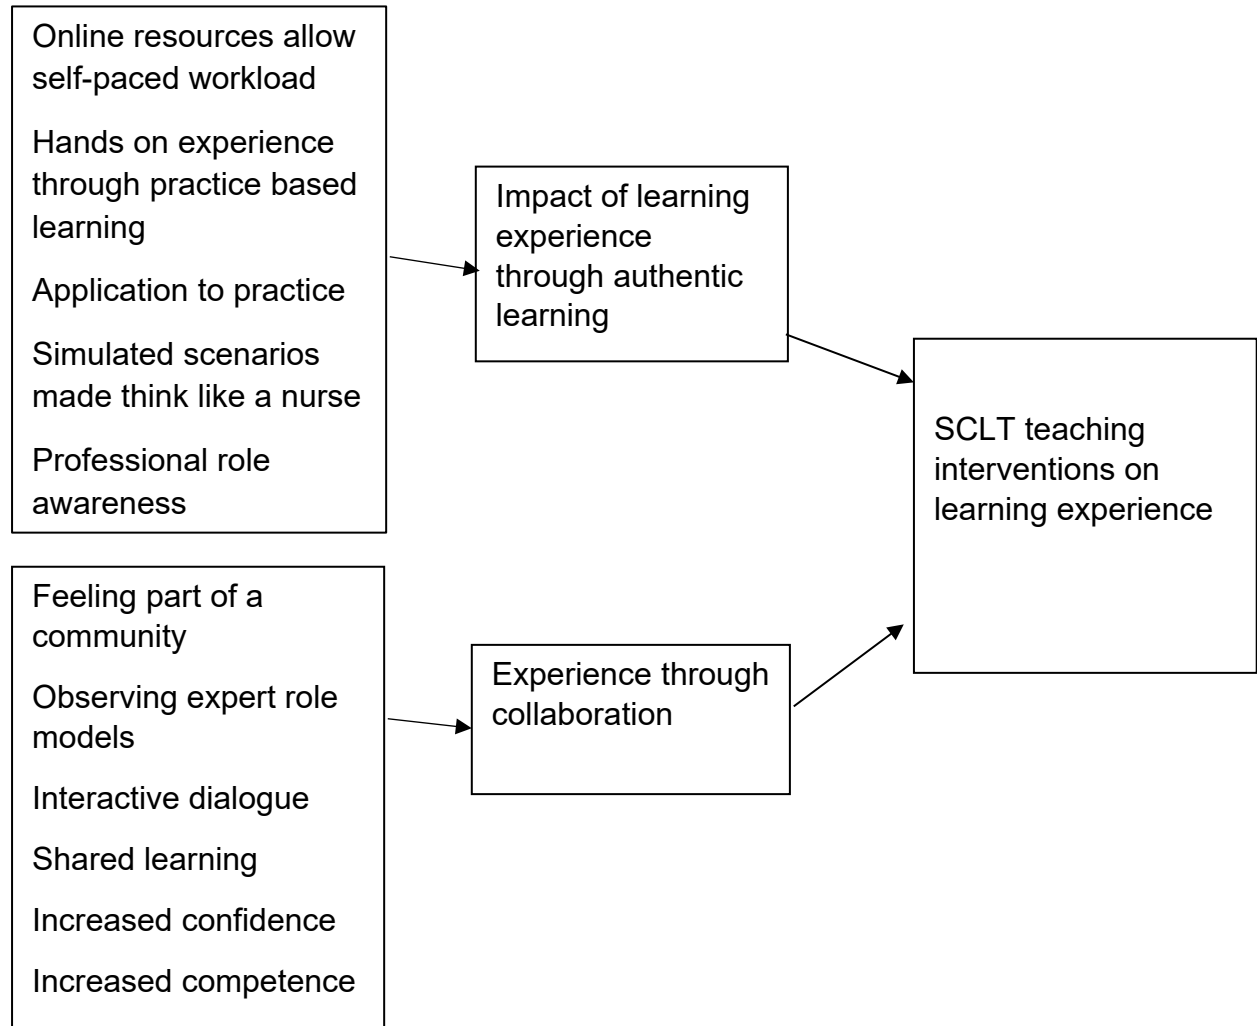 Online resources allow
self-paced workload
Hands on experience
through practice based
learning
Application to practice
Simulated scenarios
made think like a nurse
Professional role
awareness
Feeling part of a
community
Observing expert role
models
Interactive dialogue
Shared learning
Increased confidence
Increased competence
Impact of learning
experience
through authentic
learning
Experience through
collaboration
SCLT teaching
interventions on
learning experience